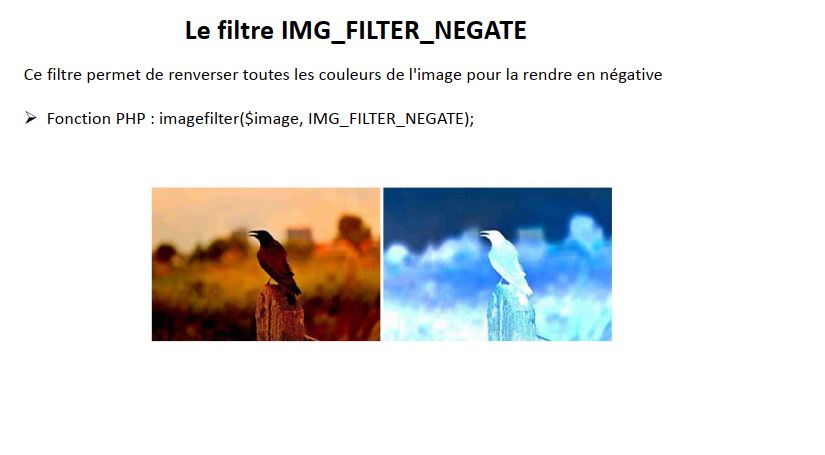 Le filtre IMG_FILTER_NEGATE
Ce filtre permet de renverser toutes les couleurs de l'image pour la rendre en négative
➢ Fonction PHP : imagefilter($image, IMG_FILTER_NEGATE);